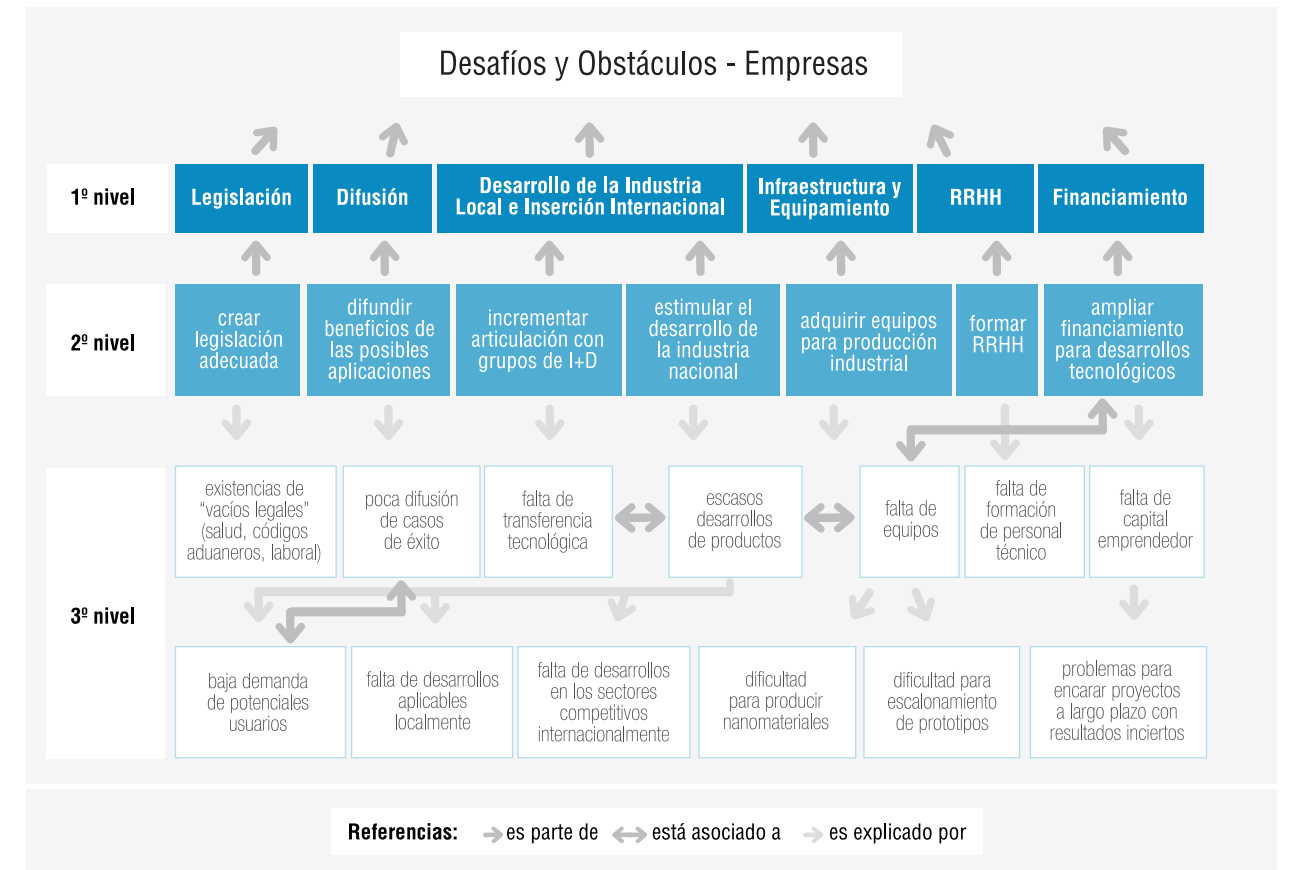 Desafíos y Obstáculos - Empresas
1º nivel
Legislación
Difusión
Desarrollo de la Industria
Local e Inserción Internacional
Infraestructura y
Equipamiento
RRHH
Financiamiento
2º nivel
crear
legislación
adecuada
difundir
beneficios de
las posibles
aplicaciones
incrementar
articulación con
grupos de I+D
estimular el
desarrollo de
la industria
nacional
adquirir equipos
para producción
industrial
formar
RRHH
ampliar
financiamiento
para desarrollos
tecnológicos
3º nivel
existencias de
“vacíos legales”
(salud, códigos
aduaneros, laboral)
poca difusión
de casos
de éxito
falta de
transferencia
tecnológica
escasos
desarrollos
de productos
falta de
equipos
falta de
formación
de personal
técnico
falta de
capital
emprendedor
baja demanda
de potenciales
usuarios
falta de desarrollos
aplicables
localmente
falta de desarrollos
en los sectores
competitivos
internacionalmente
dificultad
para producir
nanomateriales
dificultad para
escalonamiento
de prototipos
problemas para
encarar proyectos
a largo plazo con
resultados inciertos
Referencias: es parte de está asociado a es explicado por